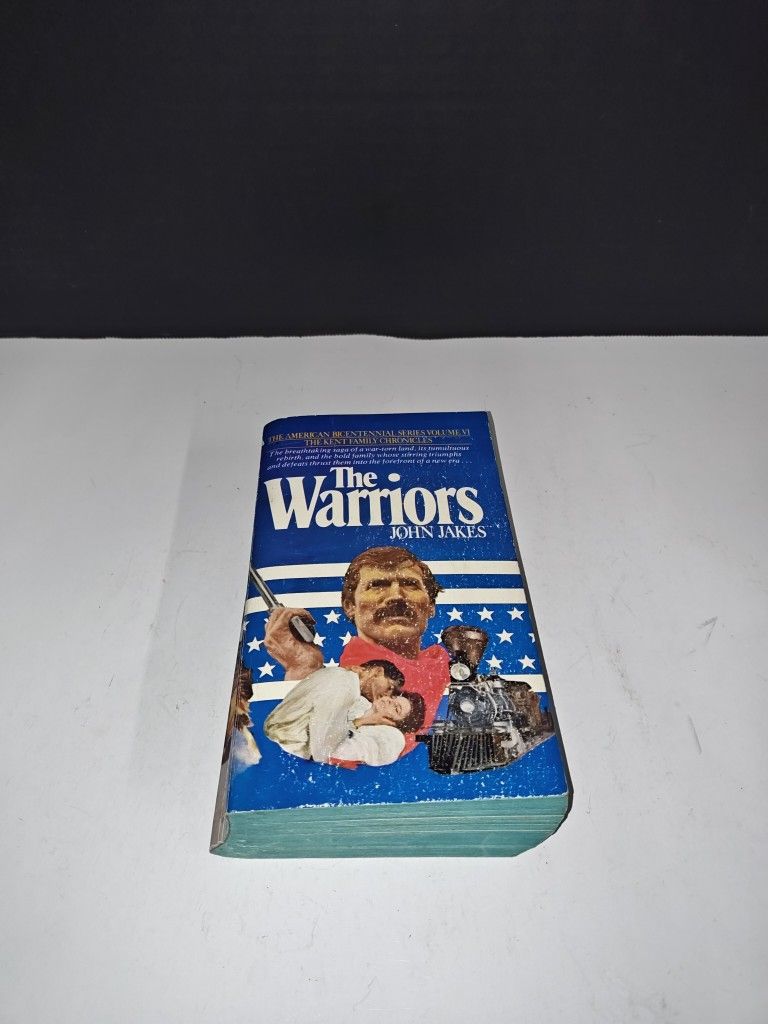 THE AMERICAN BICENTENNIAL SERIES VOLUME VI
THE KENT FAMILY CHRONICLES
The breathtaking saga of a war-torn land, its tumultuous
rebirth, and the bold family whose stirring triumphs
and defeats thrust them into the forefront of a new era...
The
Warriors
JOHN JAKES